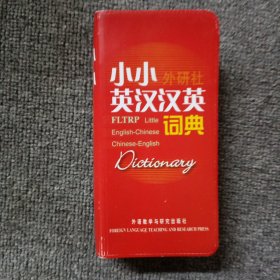 小小外研社
英汉汉英
FLTRP Little
English-Chinese
Chinese-English
词典
Dictionary
外语教学与研究出版社
FOREIGN LANGUAGE TEACHING AND RESEARCH PRESS